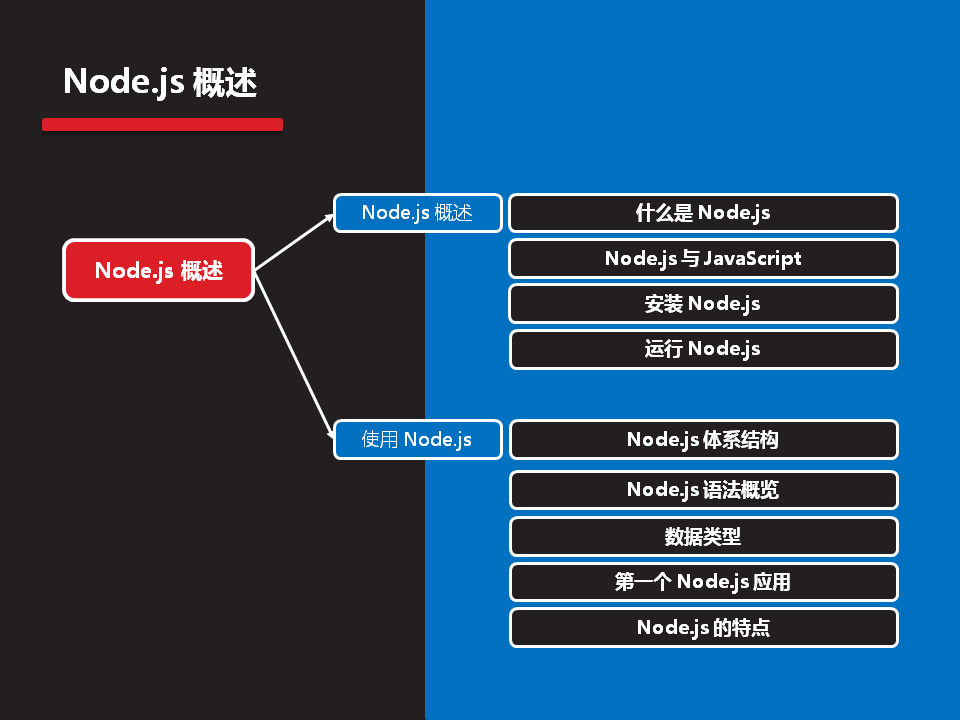 Node.js 概述
Node.js 概述
Node.js 概述
什么是 Node.js
Node.js 与 JavaScript
安装 Node.js
运行 Node.js
使用 Node.js
Node.js 体系结构
Node.js 语法概览
数据类型
第一个 Node.js 应用
Node.js 的特点